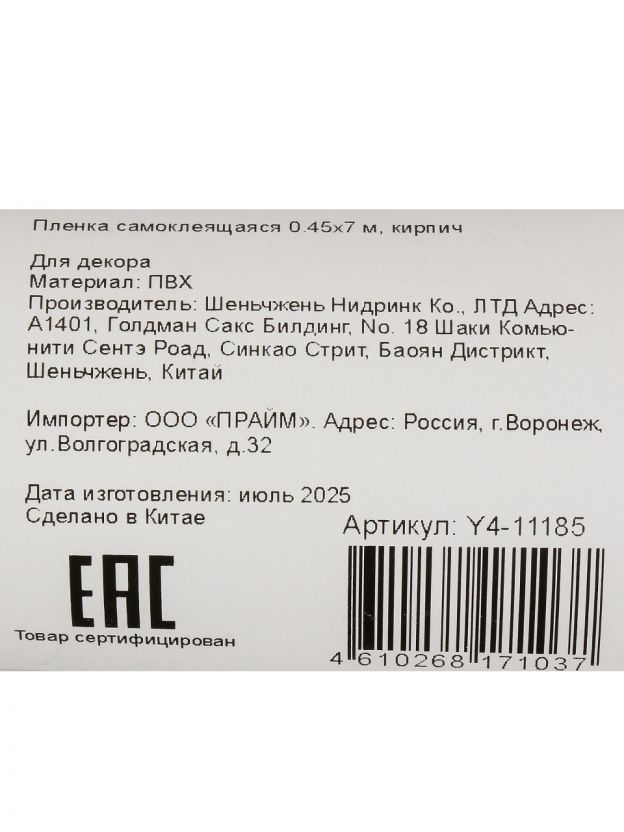 Пленка самоклеящаяся 0.45х7 м, кирпич
Для декора
Материал: ПВХ
Производитель: Шеньчжень Нидринк Ко., ЛТД Адрес:
А1401, Голдман Сакс Билдинг, No. 18 Шаки Комью-
нити Сентэ Роад, Синкао Стрит, Баоян Дистрикт,
Шеньчжень, Китай
Импортер: ООО «ПРАЙМ». Адрес: Россия, г.Воронеж,
ул.Волгоградская, д.32
Дата изготовления: июль 2025
Сделано в Китае
Артикул: Y4-11185
ЕАС
Товар сертифицирован
4 610268 171037